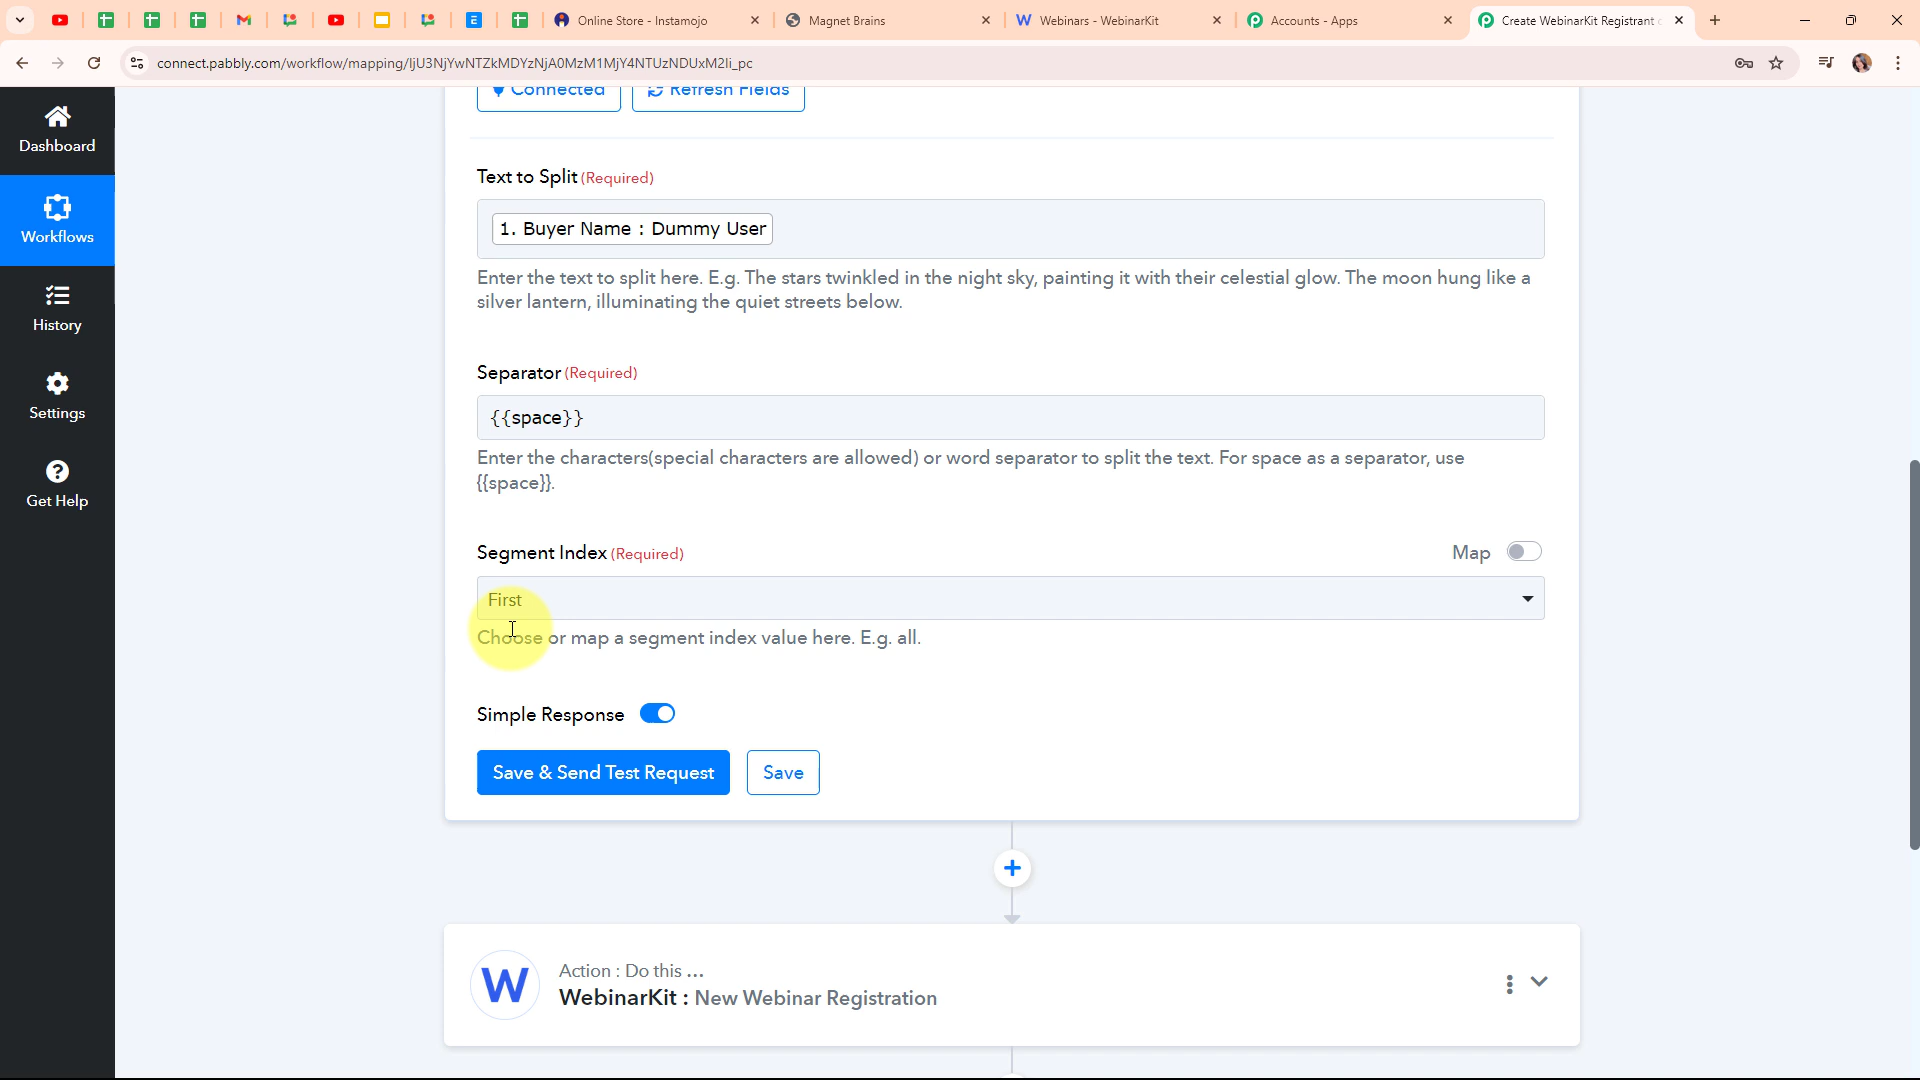 Online Store - Instamojo
Magnet Brains
Webinars - WebinarKit
Accounts - Apps
Create WebinarKit Registrant
connect.pabbly.com/workflow/mapping/IjU3NjYwNTZkMDYzNjA0MzM1MjY4NTUzNDUxM2Ii_pc
Dashboard
Workflows
History
Settings
Get Help
Connected
Refresh Fields
Text to Split (Required)
1. Buyer Name : Dummy User
Enter the text to split here. E.g. The stars twinkled in the night sky, painting it with their celestial glow. The moon hung like a
silver lantern, illuminating the quiet streets below.
Separator (Required)
{{space}}
Enter the characters(special characters are allowed) or word separator to split the text. For space as a separator, use
{{space}}.
Segment Index (Required)
Map
First
Choose or map a segment index value here. E.g. all.
Simple Response
Save & Send Test Request
Save
W
Action : Do this ...
WebinarKit : New Webinar Registration